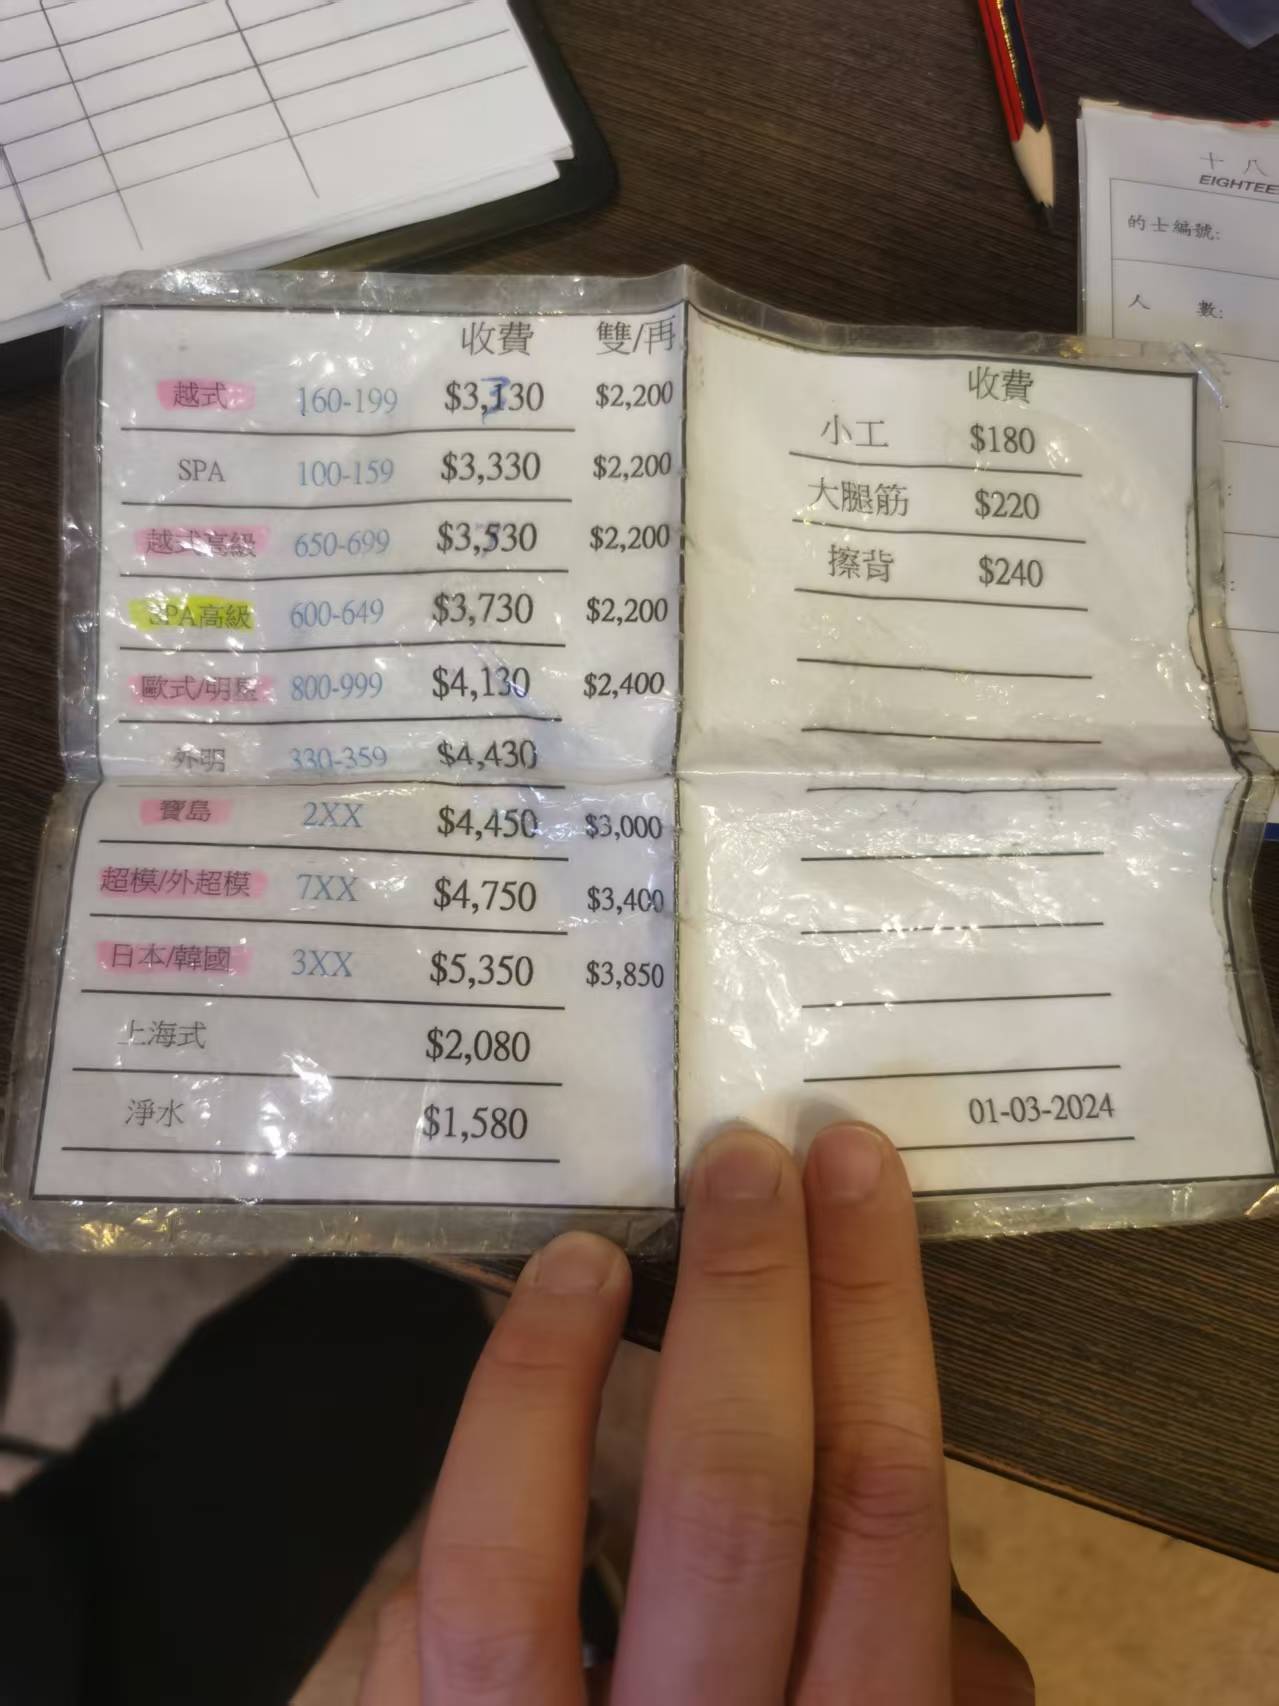 收費 雙/再
越式 160-199 $3,330 $2,200
SPA 100-159 $3,330 $2,200
越式高級 650-699 $3,530 $2,200
SPA高級 600-649 $3,730 $2,200
歐式/明星 800-999 $4,130 $2,400
外明 330-359 $4,430
寶島 2XX $4,450 $3,000
超模/外超模 7XX $4,750 $3,400
日本/韓國 3XX $5,350 $3,850
上海式 $2,080
淨水 $1,580
收費
小工 $180
大腿筋 $220
擦背 $240
01-03-2024
十八
EIGHTEE
的士編號:
人 數: